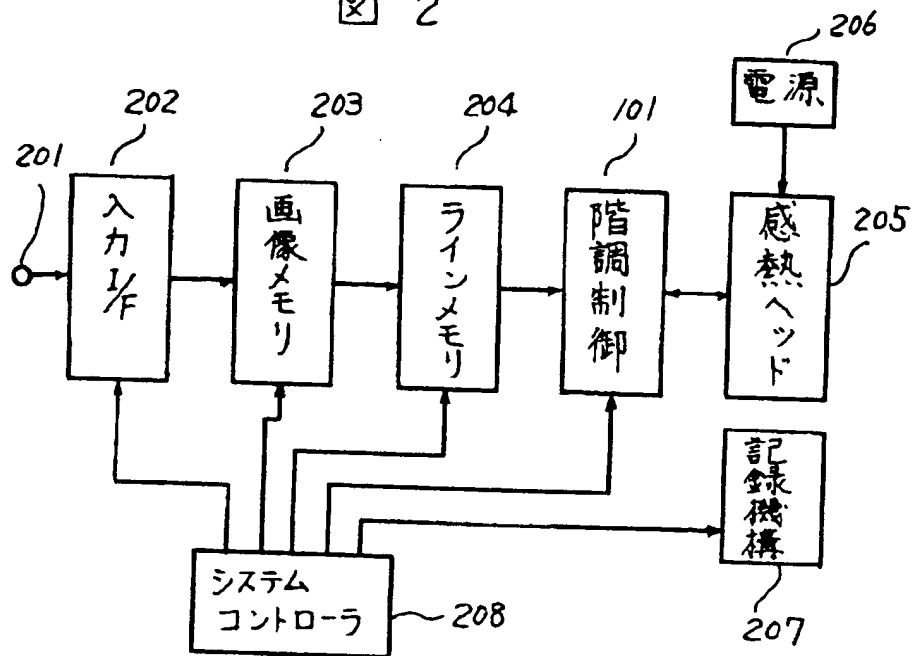 図 2
206
電源
202
203
204
101
201
入力I/F
画像メモリ
ラインメモリ
階調制御
感熱ヘッド
205
記録機構
システム
コントローラ
208
207